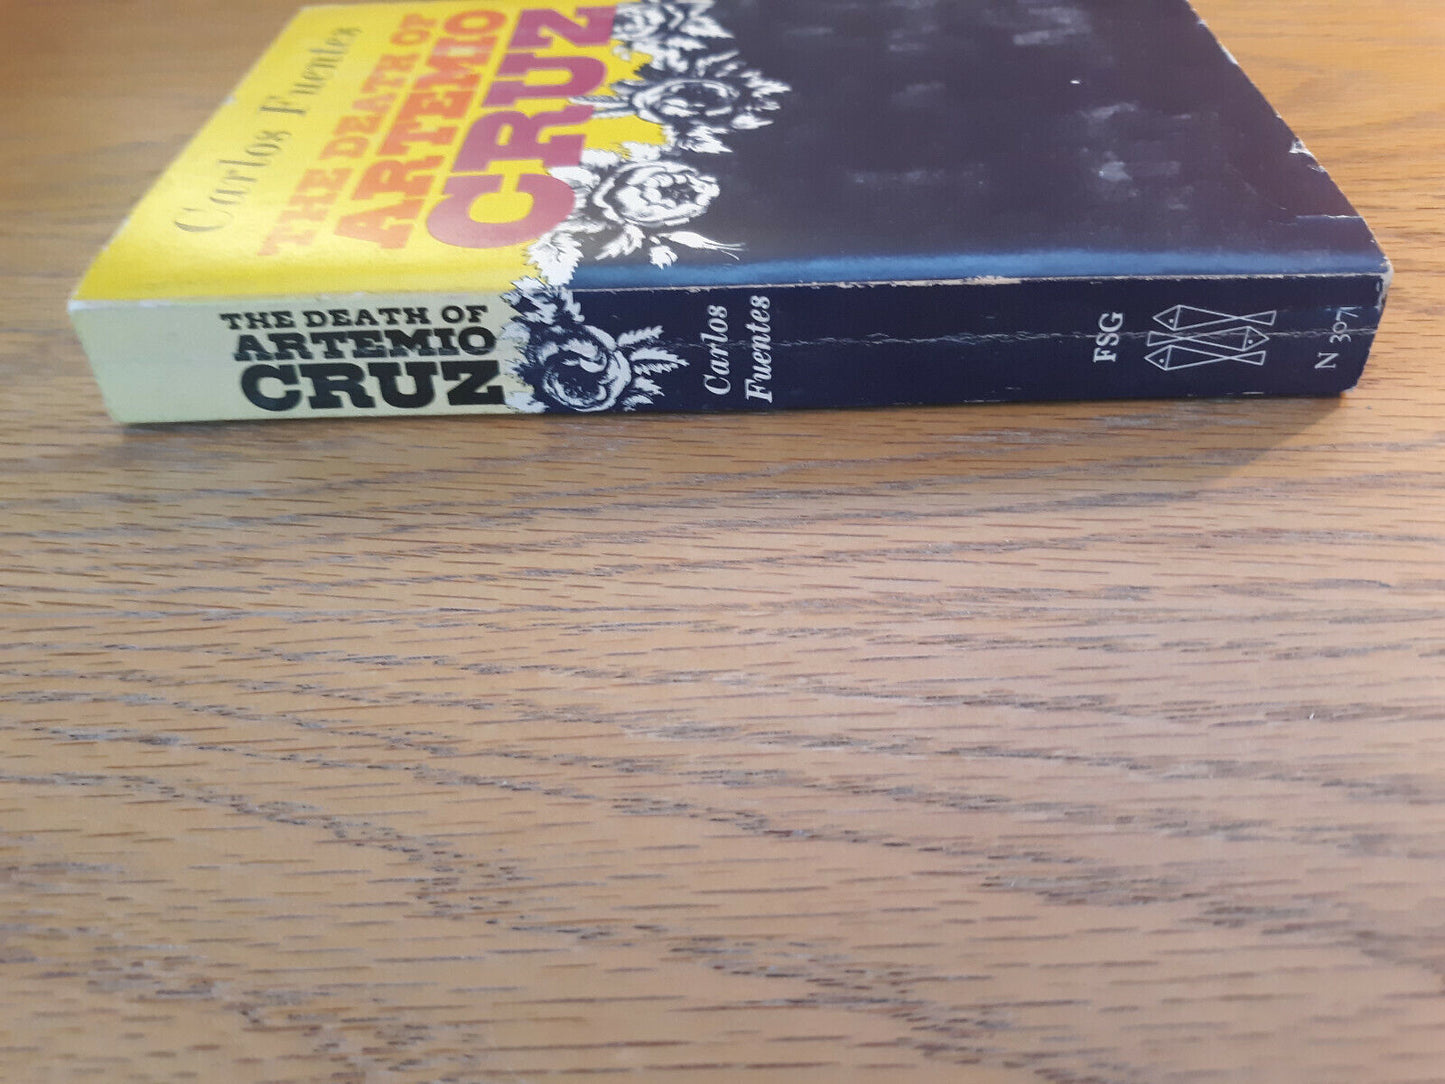 Carlos Fuentes
THE DEATH OF
ARTEMIO
CRUZ
THE DEATH OF
ARTEMIO
CRUZ
Carlos
Fuentes
FSG
N 307